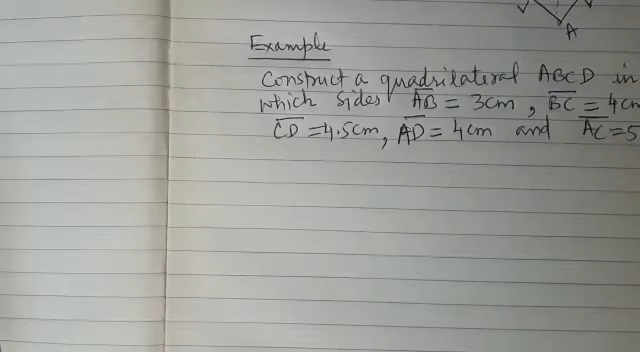 A
Example
Construct a quadrilateral ABCD in
which sides AB = 3cm, BC = 4cm
CD = 4.5cm, AD = 4cm and AC = 5